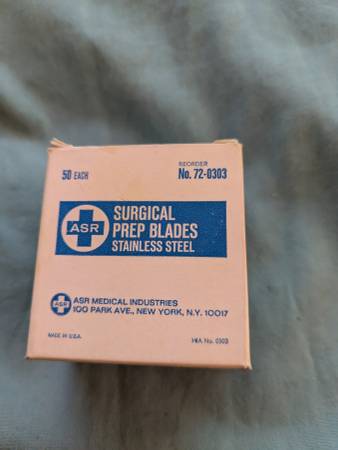 50 EACH
REORDER
No. 72-0303
ASR
SURGICAL
PREP BLADES
STAINLESS STEEL
ASR
ASR MEDICAL INDUSTRIES
100 PARK AVE., NEW YORK, N.Y. 10017
MADE IN U.S.A.
No. 0303